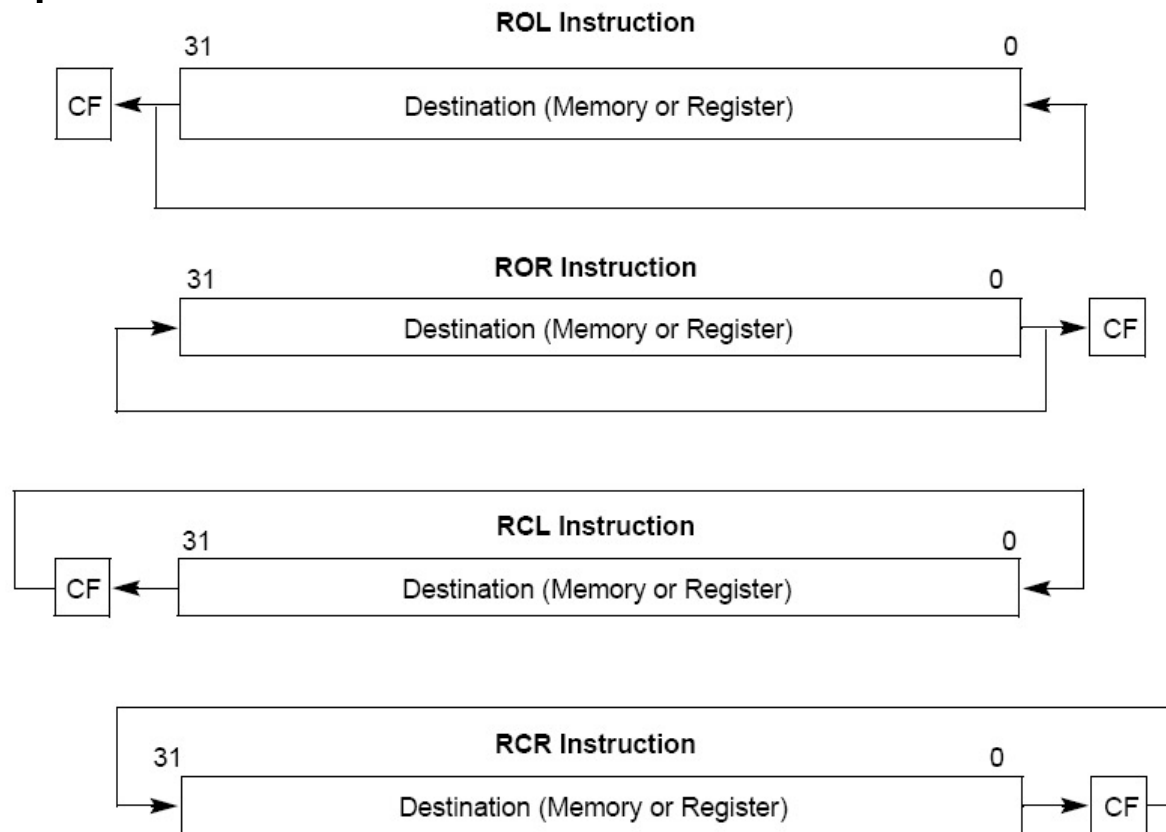 ROL Instruction
31 0
CF Destination (Memory or Register)
ROR Instruction
31 0
Destination (Memory or Register) CF
RCL Instruction
31 0
CF Destination (Memory or Register)
RCR Instruction
31 0
Destination (Memory or Register) CF